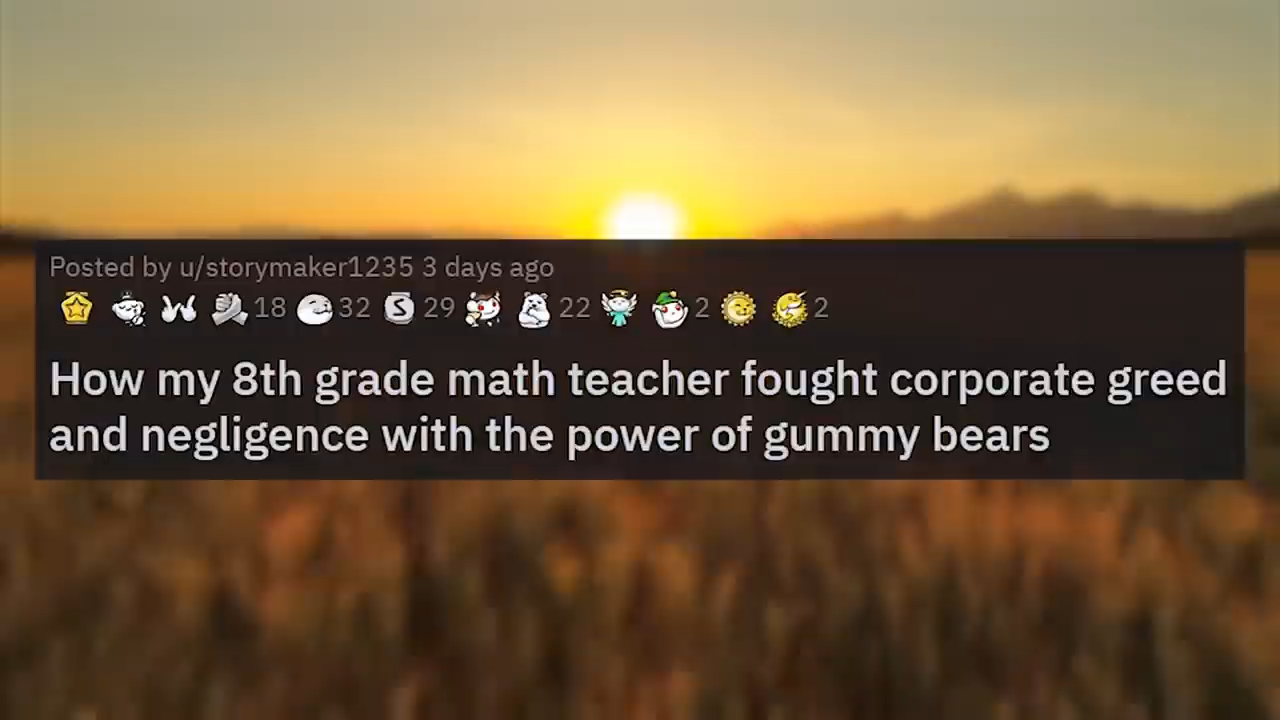 Posted by u/storymaker1235 3 days ago
18 32 S 29 22 2 2
How my 8th grade math teacher fought corporate greed
and negligence with the power of gummy bears